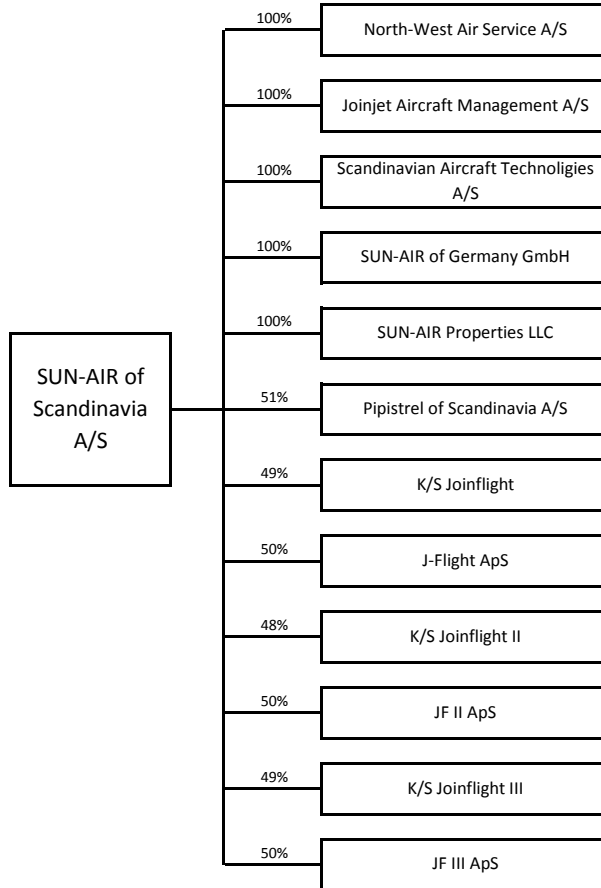 100%
North-West Air Service A/S
100%
Joinjet Aircraft Management A/S
100%
Scandinavian Aircraft Technoligies
A/S
100%
SUN-AIR of Germany GmbH
100%
SUN-AIR Properties LLC
SUN-AIR of
Scandinavia
A/S
51%
Pipistrel of Scandinavia A/S
49%
K/S Joinflight
50%
J-Flight ApS
48%
K/S Joinflight II
50%
JF II ApS
49%
K/S Joinflight III
50%
JF III ApS